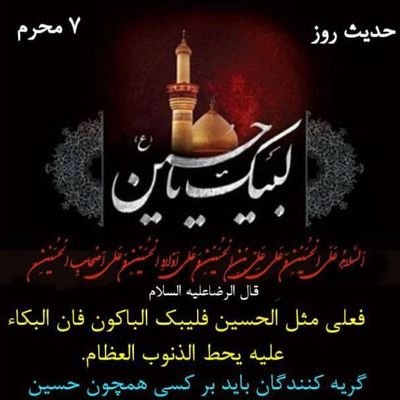 حدیث روز
۷ محرم
لبیک یا حسین (ع)
السلام علی الحسین و علی علی بن الحسین و علی اولاد الحسین و علی اصحاب الحسین
قال الرضاعلیه السلام
فعلی مثل الحسین فلیبک الباکون فان البکاء
علیه یحط الذنوب العظام.
گریه کنندگان باید بر کسی همچون حسین